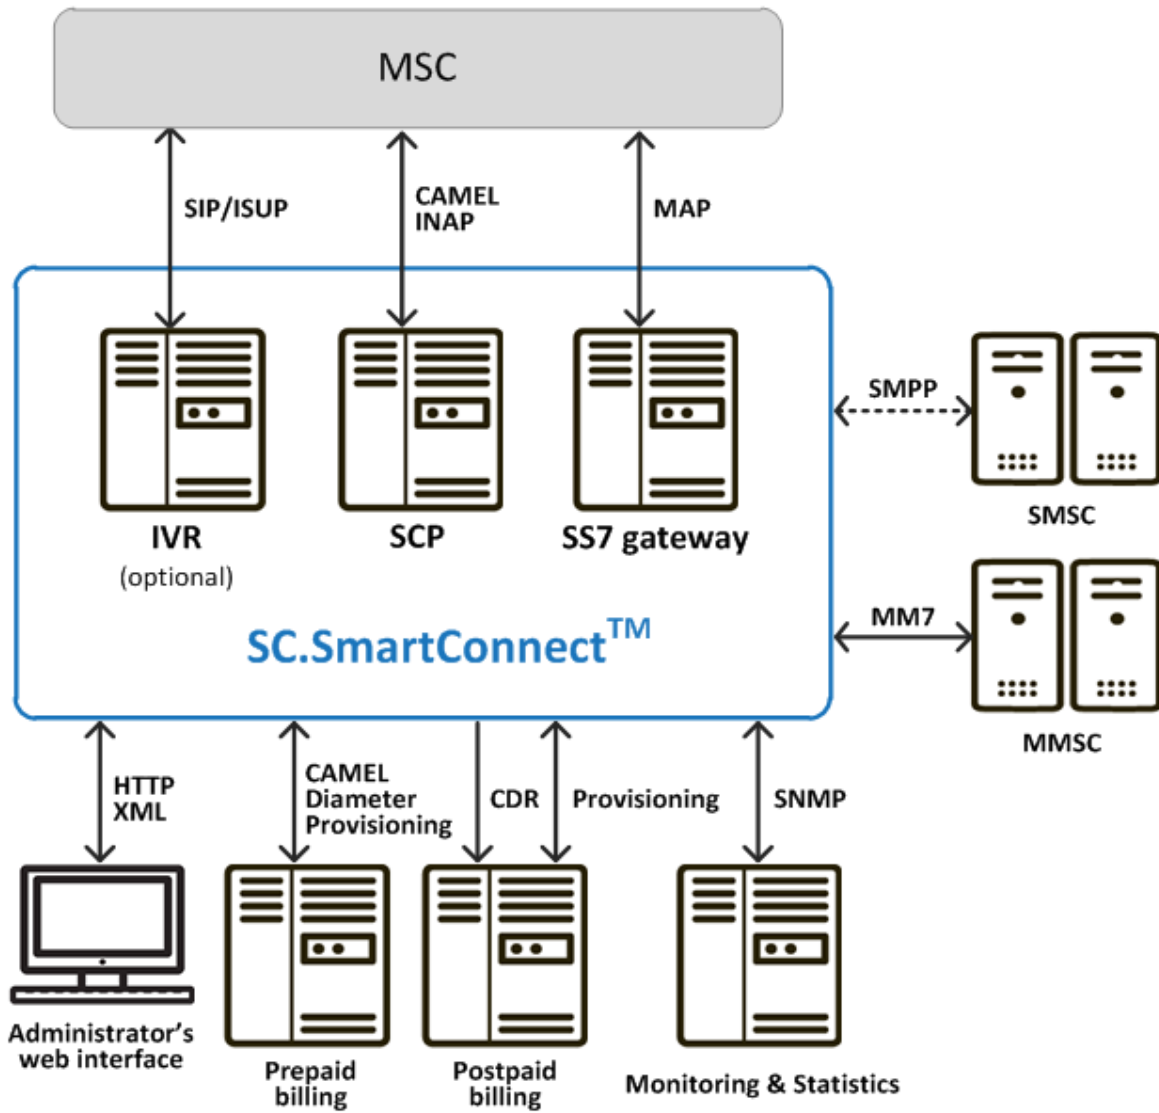 MSC
SIP/ISUP
CAMEL
INAP
MAP
IVR
(optional)
SCP
SS7 gateway
SC.SmartConnect™
SMPP
SMSC
MM7
MMSC
HTTP
XML
CAMEL
Diameter
Provisioning
CDR
Provisioning
SNMP
Administrator’s
web interface
Prepaid
billing
Postpaid
billing
Monitoring & Statistics